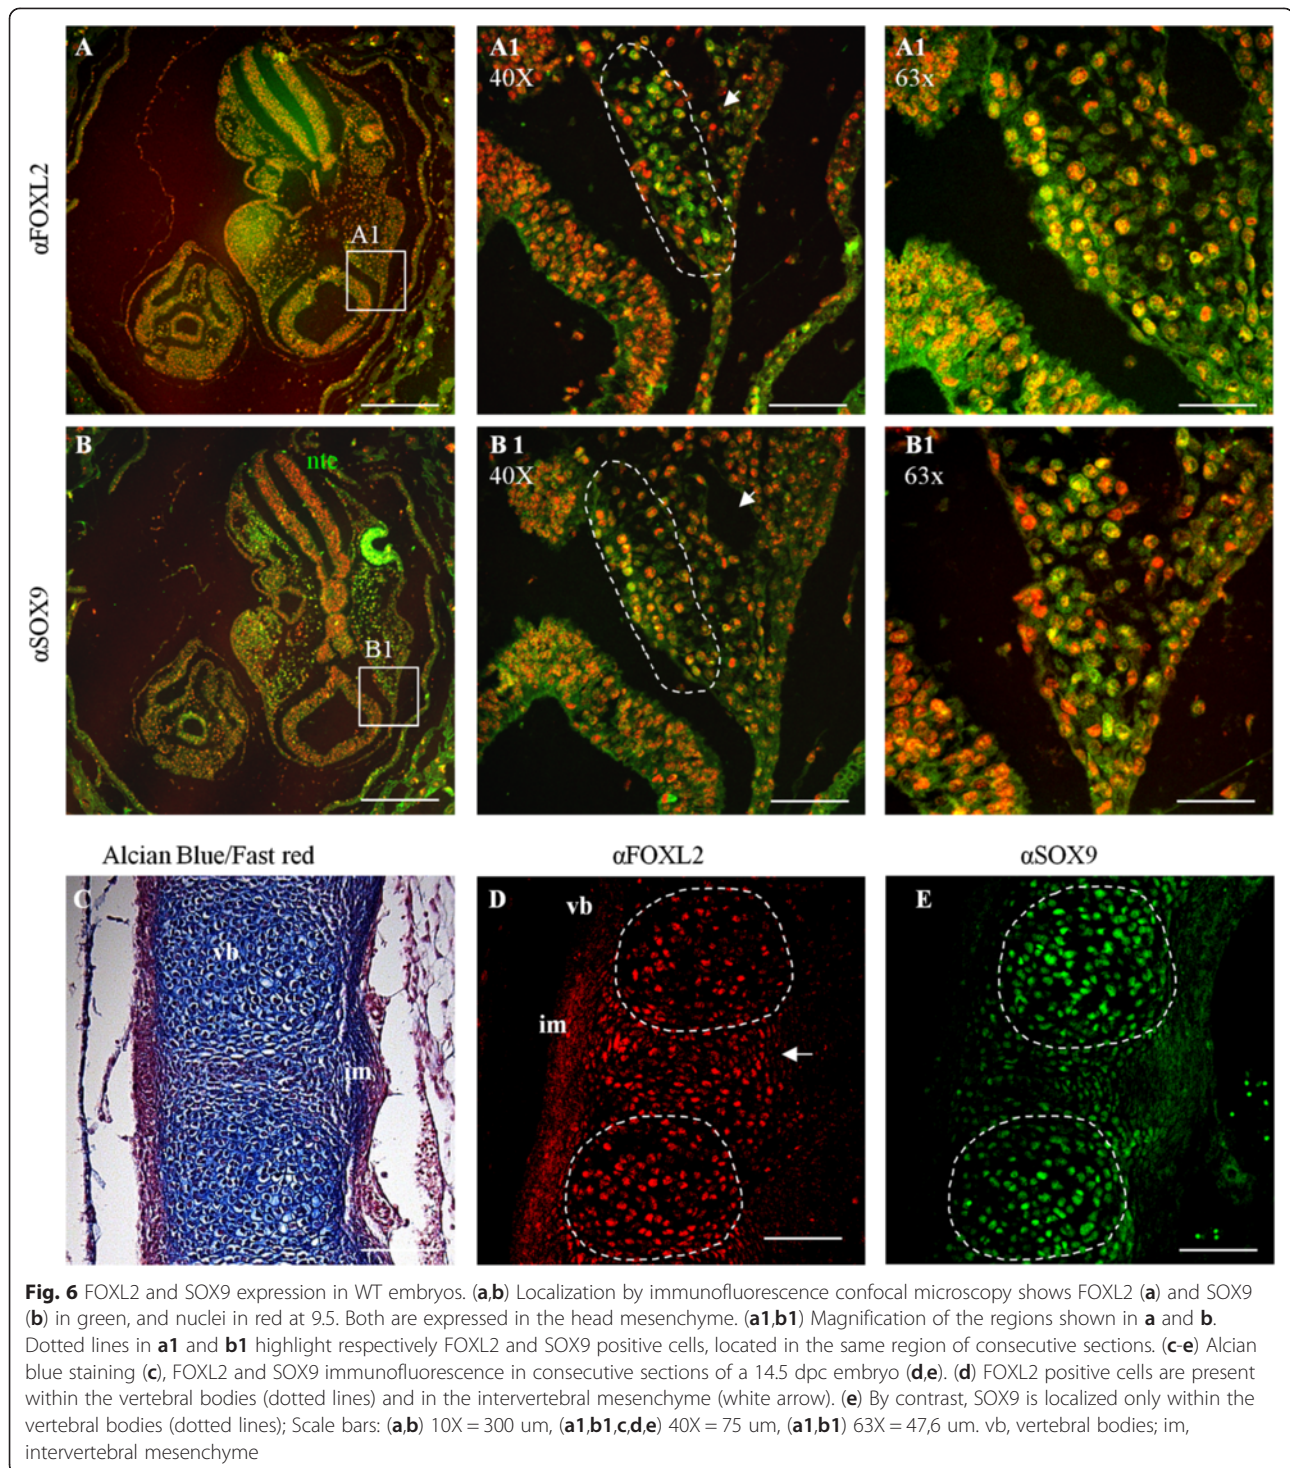 A
A1
A1
40X
A1
63x
αFOXL2
B
nte
B1
B 1
40X
B1
63x
αSOX9
Alcian Blue/Fast red
αFOXL2
αSOX9
C
vb
im
D
vb
im
E
Fig. 6 FOXL2 and SOX9 expression in WT embryos. (a,b) Localization by immunofluorescence confocal microscopy shows FOXL2 (a) and SOX9
(b) in green, and nuclei in red at 9.5. Both are expressed in the head mesenchyme. (a1,b1) Magnification of the regions shown in a and b.
Dotted lines in a1 and b1 highlight respectively FOXL2 and SOX9 positive cells, located in the same region of consecutive sections. (c-e) Alcian
blue staining (c), FOXL2 and SOX9 immunofluorescence in consecutive sections of a 14.5 dpc embryo (d,e). (d) FOXL2 positive cells are present
within the vertebral bodies (dotted lines) and in the intervertebral mesenchyme (white arrow). (e) By contrast, SOX9 is localized only within the
vertebral bodies (dotted lines); Scale bars: (a,b) 10X = 300 um, (a1,b1,c,d,e) 40X = 75 um, (a1,b1) 63X = 47,6 um. vb, vertebral bodies; im,
intervertebral mesenchyme